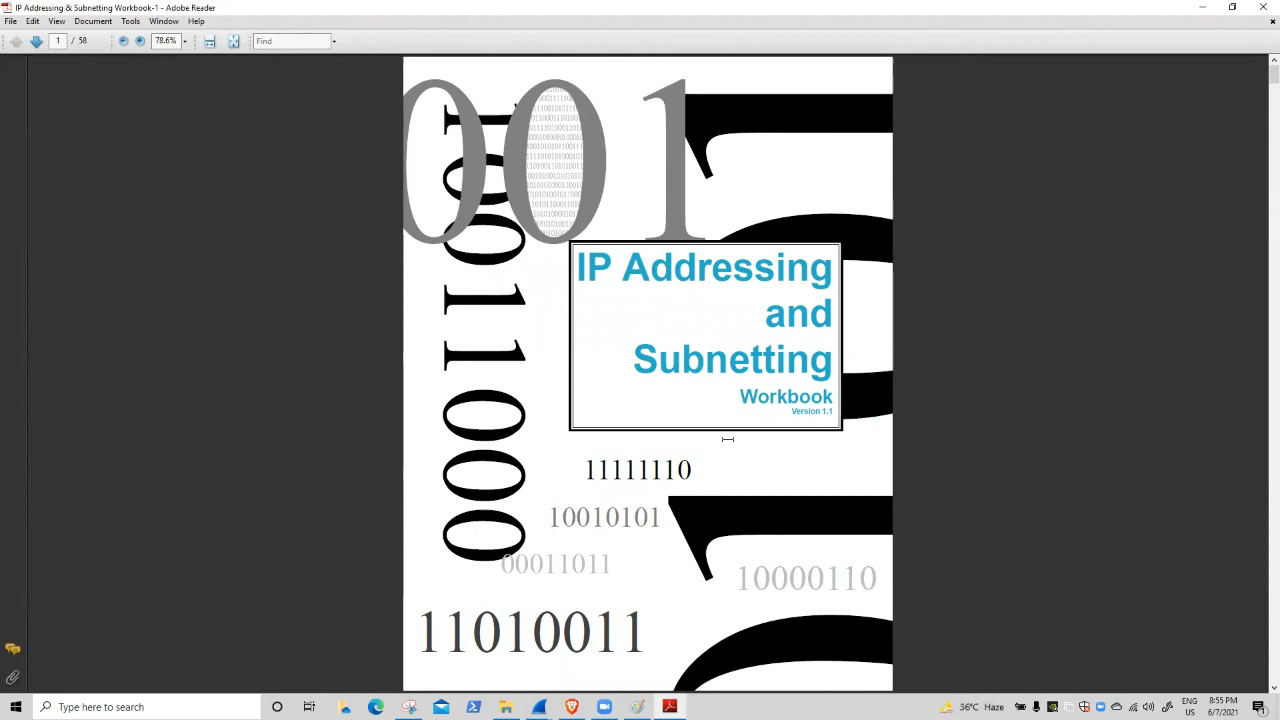 IP Addressing & Subnetting Workbook-1 - Adobe Reader
File Edit View Document Tools Window Help
1 / 58 78.6% Find
001
10011000
IP Addressing
and
Subnetting
Workbook
Version 1.1
11111110
10010101
00011011
10000110
11010011
Type here to search
36°C Haze
ENG
US
8:55 PM
6/7/2021